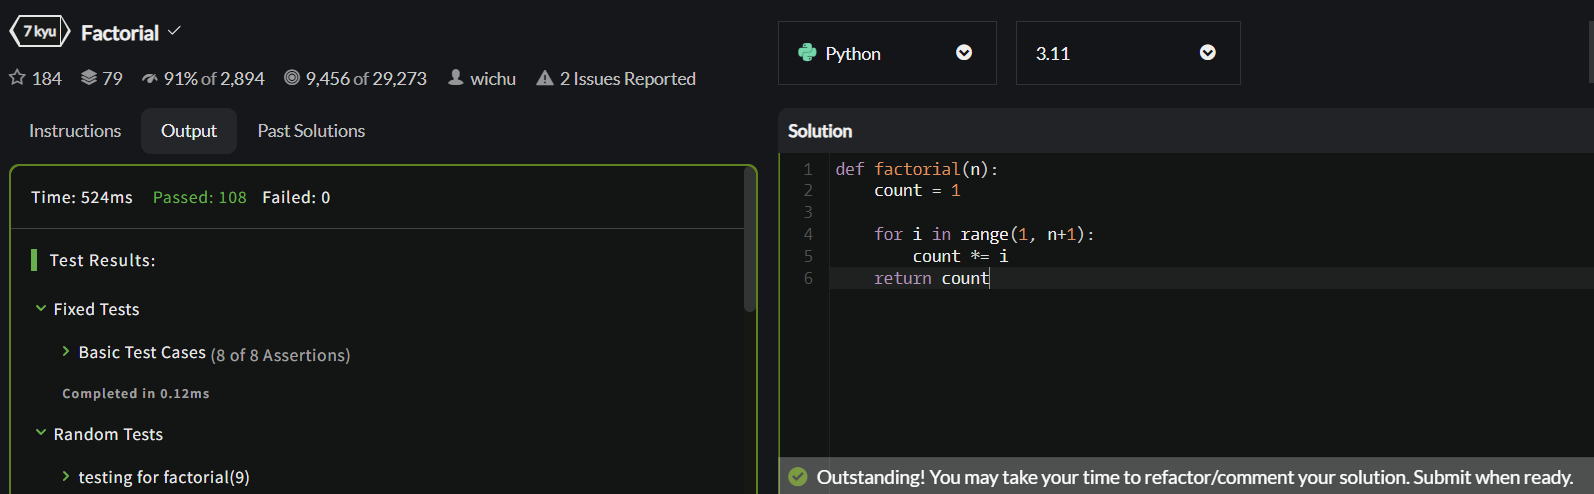 7 kyu Factorial
184 79 91% of 2,894 9,456 of 29,273 wichu 2 Issues Reported
Instructions Output Past Solutions
Time: 524ms Passed: 108 Failed: 0
Test Results:
Fixed Tests
Basic Test Cases (8 of 8 Assertions)
Completed in 0.12ms
Random Tests
testing for factorial(9)
Python 3.11
Solution
1 def factorial(n):
2     count = 1
3
4     for i in range(1, n+1):
5         count *= i
6     return count
Outstanding! You may take your time to refactor/comment your solution. Submit when ready.